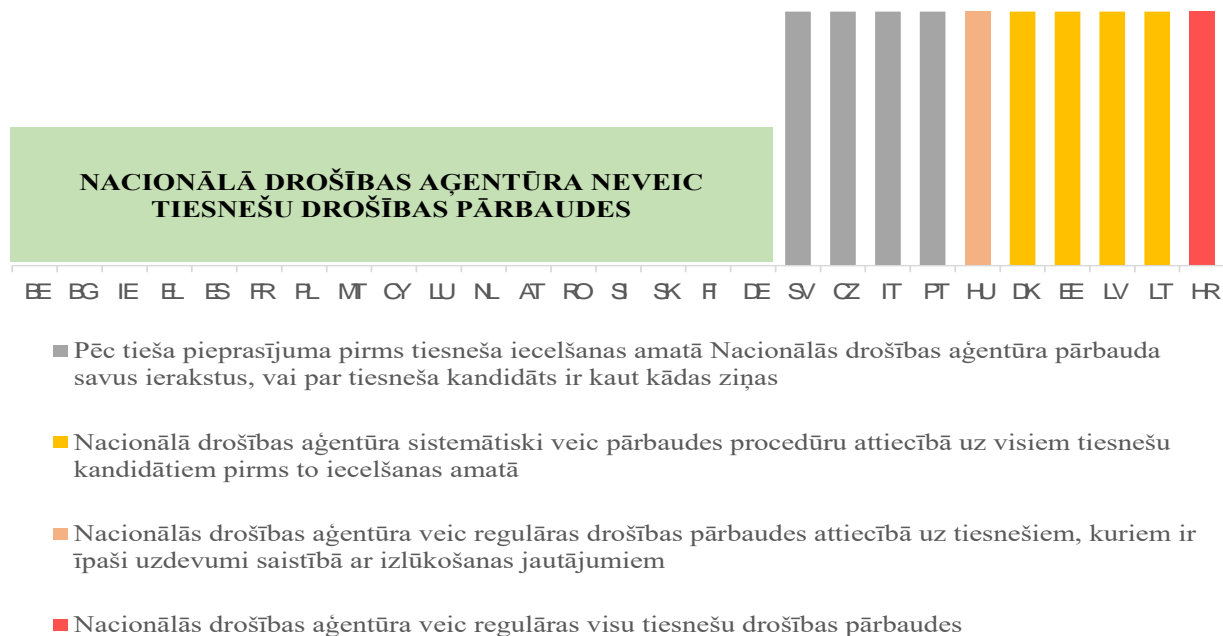 NACIONĀLĀ DROŠĪBAS AĢENTŪRA NEVEIC
TIESNEŠU DROŠĪBAS PĀRBAUDES
BE BG IE EL ES FR PL MT CY LU NL AT RO SI SK FI DE SV CZ IT PT HU DK EE LV LT HR
Pēc tieša pieprasījuma pirms tiesneša iecelšanas amatā Nacionālās drošības aģentūra pārbauda
savus ierakstus, vai par tiesneša kandidāts ir kaut kādas ziņas
Nacionālā drošības aģentūra sistemātiski veic pārbaudes procedūru attiecībā uz visiem tiesnešu
kandidātiem pirms to iecelšanas amatā
Nacionālās drošības aģentūra veic regulāras drošības pārbaudes attiecībā uz tiesnešiem, kuriem ir
īpaši uzdevumi saistībā ar izlūkošanas jautājumiem
Nacionālās drošības aģentūra veic regulāras visu tiesnešu drošības pārbaudes